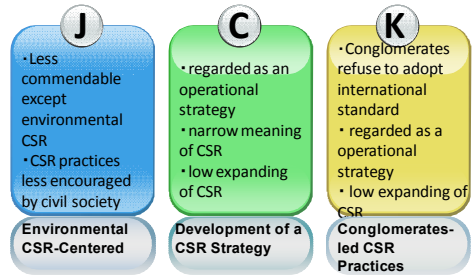 J
・Less
commendable
except
environmental
CSR
・CSR practices
less encouraged
by civil society
Environmental
CSR-Centered
C
・regarded as an
operational
strategy
・narrow meaning
of CSR
・low expanding
of CSR
Development of a
CSR Strategy
K
・Conglomerates
refuse to adopt
international
standard
・regarded as a
operational
strategy
・low expanding of
CSR
Conglomerates-
led CSR
Practices